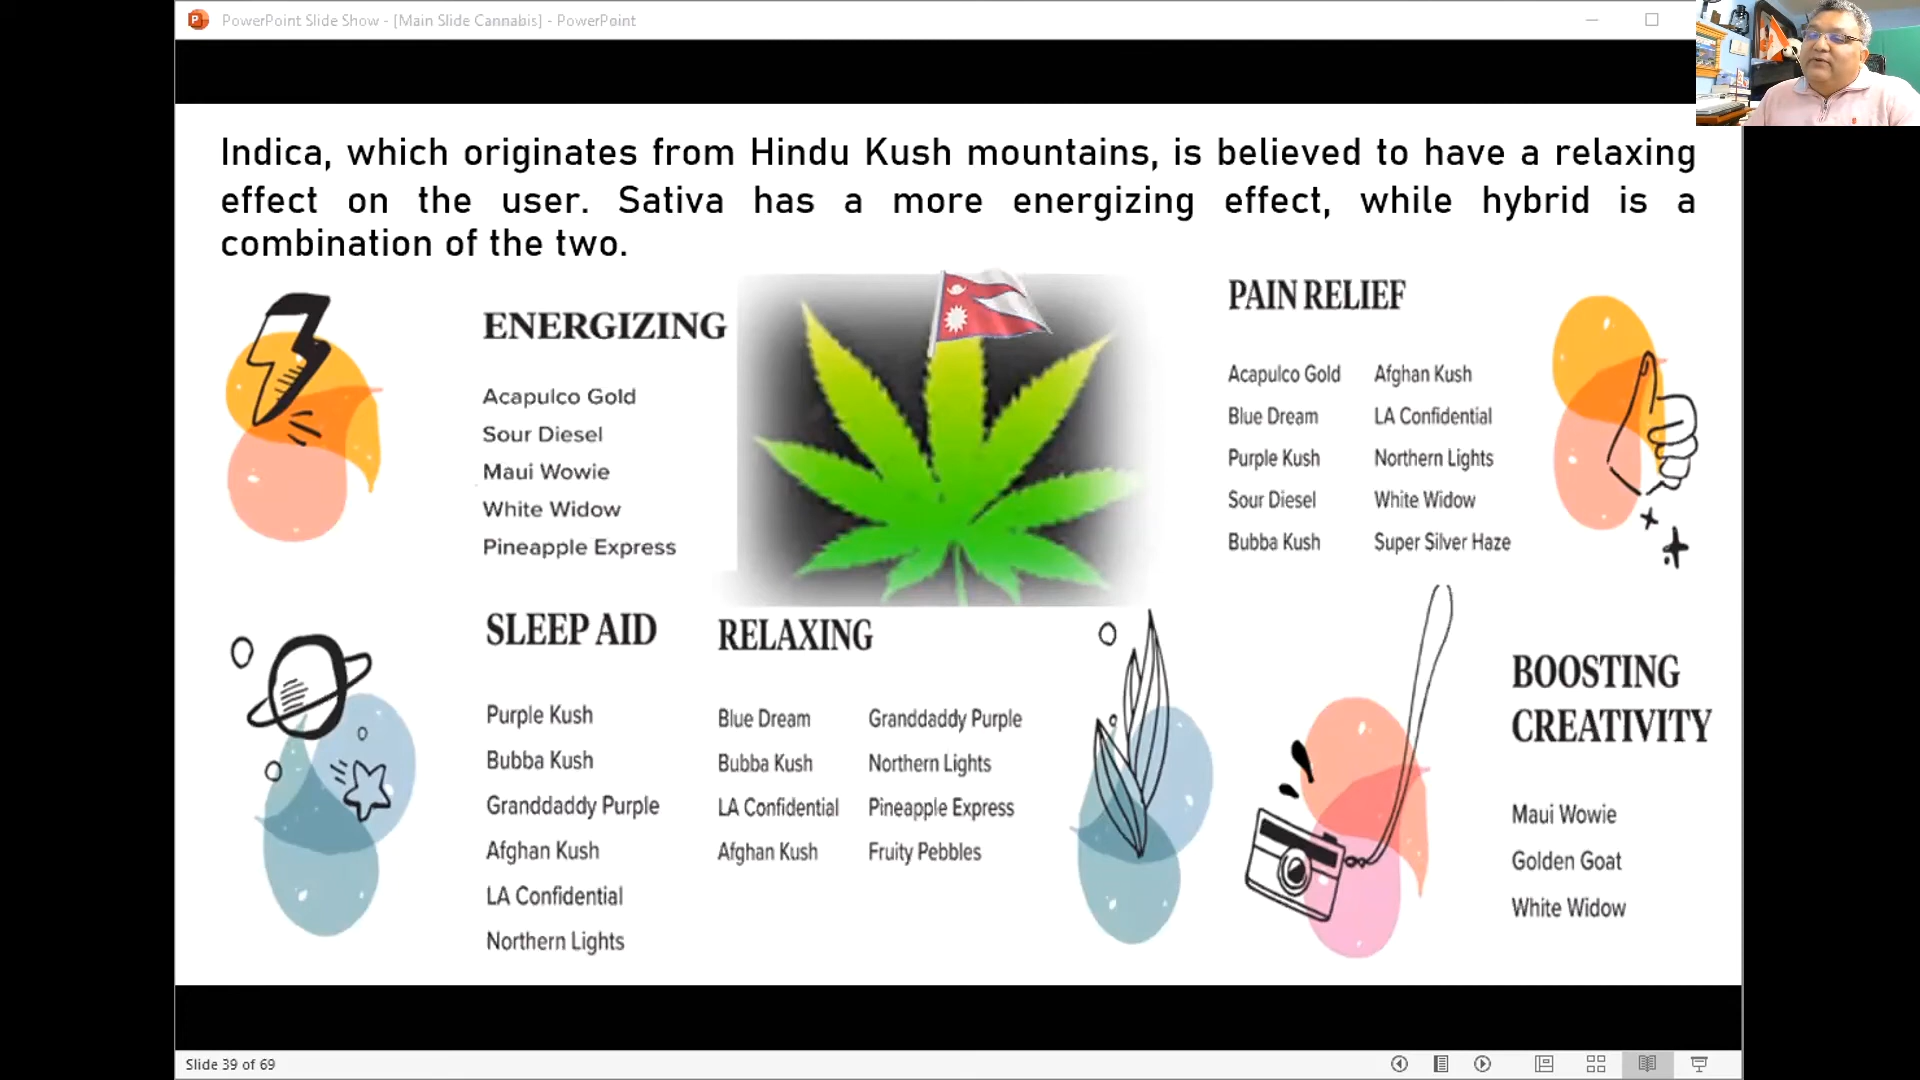 PowerPoint Slide Show - [Main Slide Cannabis] - PowerPoint
Indica, which originates from Hindu Kush mountains, is believed to have a relaxing
effect on the user. Sativa has a more energizing effect, while hybrid is a
combination of the two.
ENERGIZING
Acapulco Gold
Sour Diesel
Maui Wowie
White Widow
Pineapple Express
PAIN RELIEF
Acapulco Gold Afghan Kush
Blue Dream LA Confidential
Purple Kush Northern Lights
Sour Diesel White Widow
Bubba Kush Super Silver Haze
SLEEP AID
Purple Kush
Bubba Kush
Granddaddy Purple
Afghan Kush
LA Confidential
Northern Lights
RELAXING
Blue Dream Granddaddy Purple
Bubba Kush Northern Lights
LA Confidential Pineapple Express
Afghan Kush Fruity Pebbles
BOOSTING
CREATIVITY
Maui Wowie
Golden Goat
White Widow
Slide 39 of 69